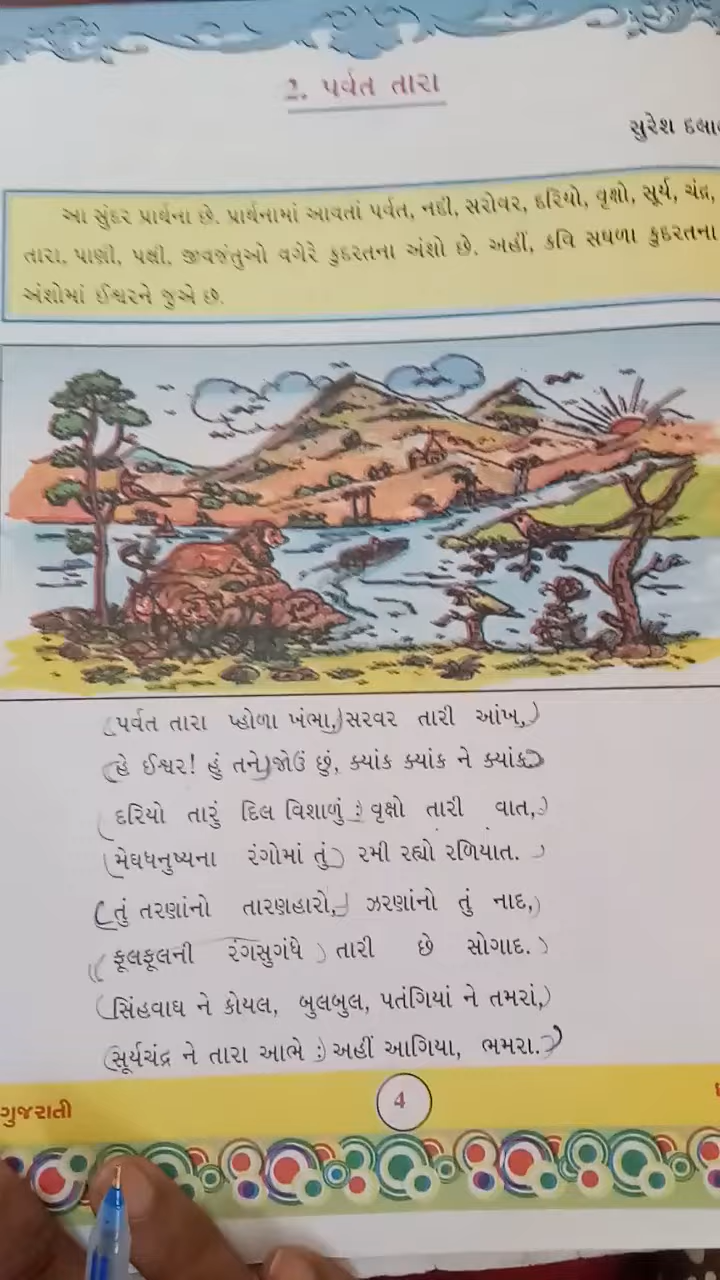 2. પર્વત તારા
સુરેશ
આ સુંદર પ્રાર્થના છે. પ્રાર્થનામાં આવતાં પર્વત, નદી, સરોવર, દરિયો, વૃક્ષો, સૂર્ય, ચંદ્ર,
તારા, પાણી, પક્ષી, જીવજંતુઓ વગેરે કુદરતના અંશો છે. અહીં, કવિ સઘળા કુદરતના
અંશોમાં ઈશ્વરને જુએ છે.
પર્વત તારા પ્હોળા ખંભા, સરવર તારી આંખ,
હે ઈશ્વર! હું તને જોઉં છું, ક્યાંક ક્યાંક ને ક્યાંક
દરિયો તારું દિલ વિશાળું : વૃક્ષો તારી વાત,
મેઘધનુષ્યના રંગોમાં તું રમી રહ્યો રળિયાત.
તું તરણાંનો તારણહારો, ઝરણાંનો તું નાદ,
ફૂલફૂલની રંગસુગંધે તારી છે સોગાદ.
સિંહવાઘ ને કોયલ, બુલબુલ, પતંગિયાં ને તમરાં,
સૂર્યચંદ્ર ને તારા આભે : અહીં આગિયા, ભમરા.
ગુજરાતી
4